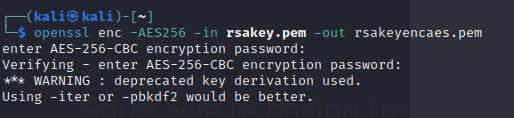 ┌──(kali㉿kali)-[~]
└─$ openssl enc -AES256 -in rsakey.pem -out rsakeyencaes.pem
enter AES-256-CBC encryption password:
Verifying - enter AES-256-CBC encryption password:
*** WARNING : deprecated key derivation used.
Using -iter or -pbkdf2 would be better.